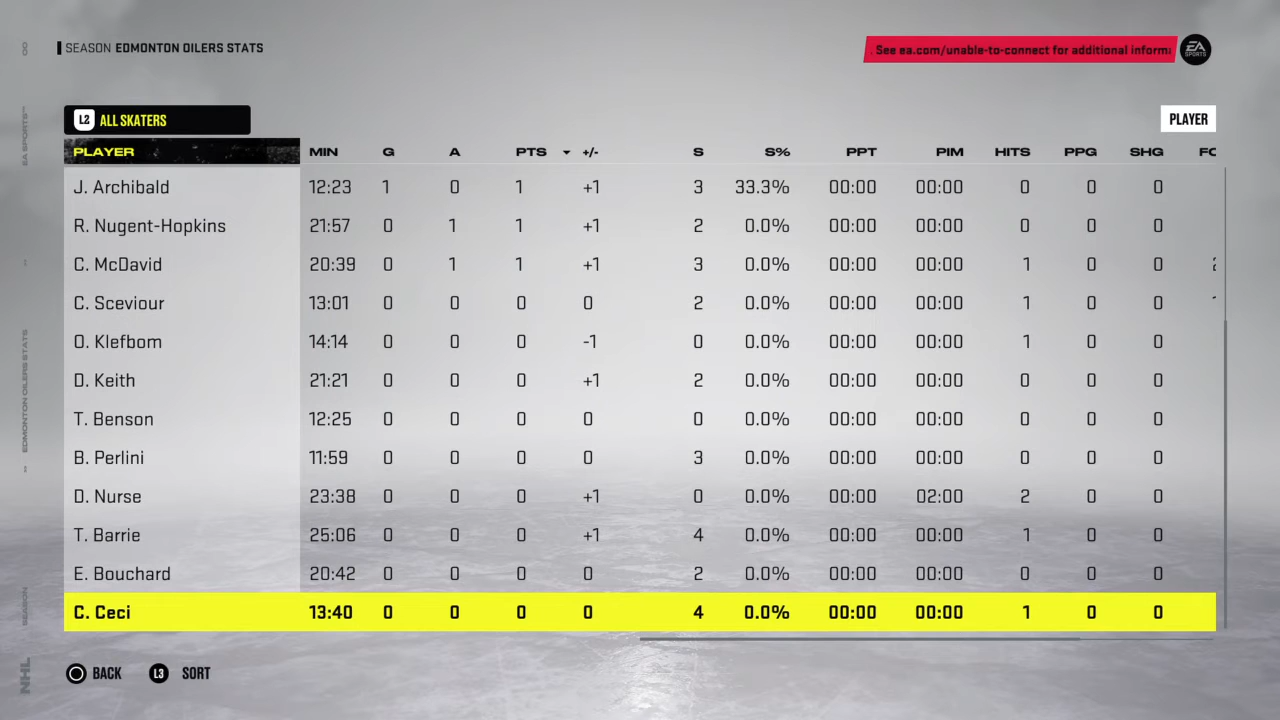 SEASON EDMONTON OILERS STATS
. See ea.com/unable-to-connect for additional inform
EA SPORTS
L2 ALL SKATERS
PLAYER
PLAYER MIN G A PTS +/- S S% PPT PIM HITS PPG SHG FO
J. Archibald 12:23 1 0 1 +1 3 33.3% 00:00 00:00 0 0 0
R. Nugent-Hopkins 21:57 0 1 1 +1 2 0.0% 00:00 00:00 0 0 0
C. McDavid 20:39 0 1 1 +1 3 0.0% 00:00 00:00 1 0 0
C. Sceviour 13:01 0 0 0 0 2 0.0% 00:00 00:00 1 0 0
O. Klefbom 14:14 0 0 0 -1 0 0.0% 00:00 00:00 1 0 0
D. Keith 21:21 0 0 0 +1 2 0.0% 00:00 00:00 0 0 0
T. Benson 12:25 0 0 0 0 0 0.0% 00:00 00:00 0 0 0
B. Perlini 11:59 0 0 0 0 3 0.0% 00:00 00:00 0 0 0
D. Nurse 23:38 0 0 0 +1 0 0.0% 00:00 02:00 2 0 0
T. Barrie 25:06 0 0 0 +1 4 0.0% 00:00 00:00 1 0 0
E. Bouchard 20:42 0 0 0 0 2 0.0% 00:00 00:00 0 0 0
C. Ceci 13:40 0 0 0 0 4 0.0% 00:00 00:00 1 0 0
BACK L3 SORT
NHL SEASON EDMONTON OILERS STATS EA SPORTS™